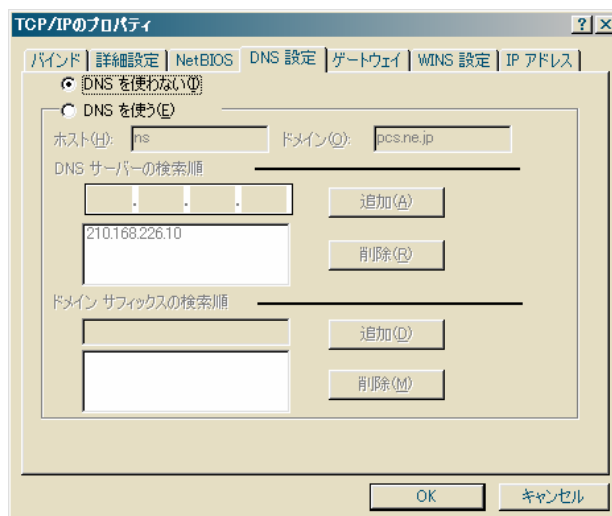 TCP/IPのプロパティ
バインド 詳細設定 NetBIOS DNS 設定 ゲートウェイ WINS 設定 IP アドレス
DNS を使わない(I)
DNS を使う(E)
ホスト(H): ns ドメイン(O): pcs.ne.jp
DNS サーバーの検索順
追加(A)
210.168.226.10
削除(R)
ドメイン サフィックスの検索順
追加(D)
削除(M)
OK キャンセル